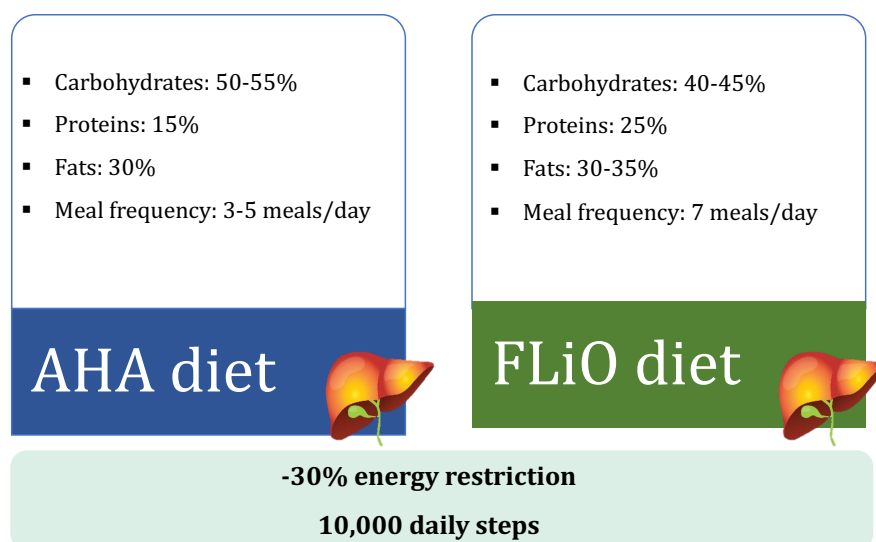 ▪ Carbohydrates: 50-55%
▪ Proteins: 15%
▪ Fats: 30%
▪ Meal frequency: 3-5 meals/day
AHA diet
▪ Carbohydrates: 40-45%
▪ Proteins: 25%
▪ Fats: 30-35%
▪ Meal frequency: 7 meals/day
FLiO diet
-30% energy restriction
10,000 daily steps